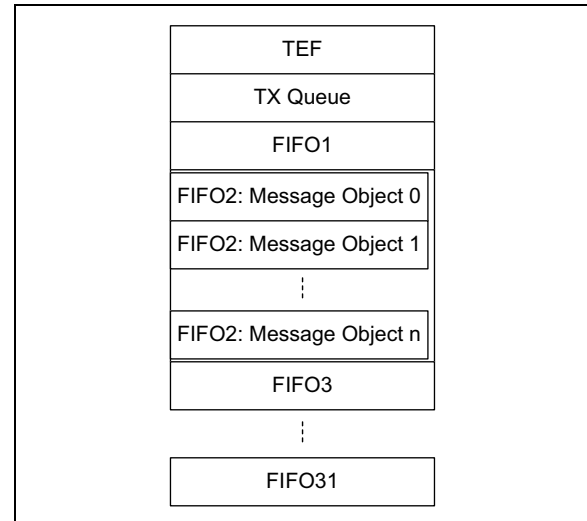 TEF
TX Queue
FIFO1
FIFO2: Message Object 0
FIFO2: Message Object 1
FIFO2: Message Object n
FIFO3
FIFO31